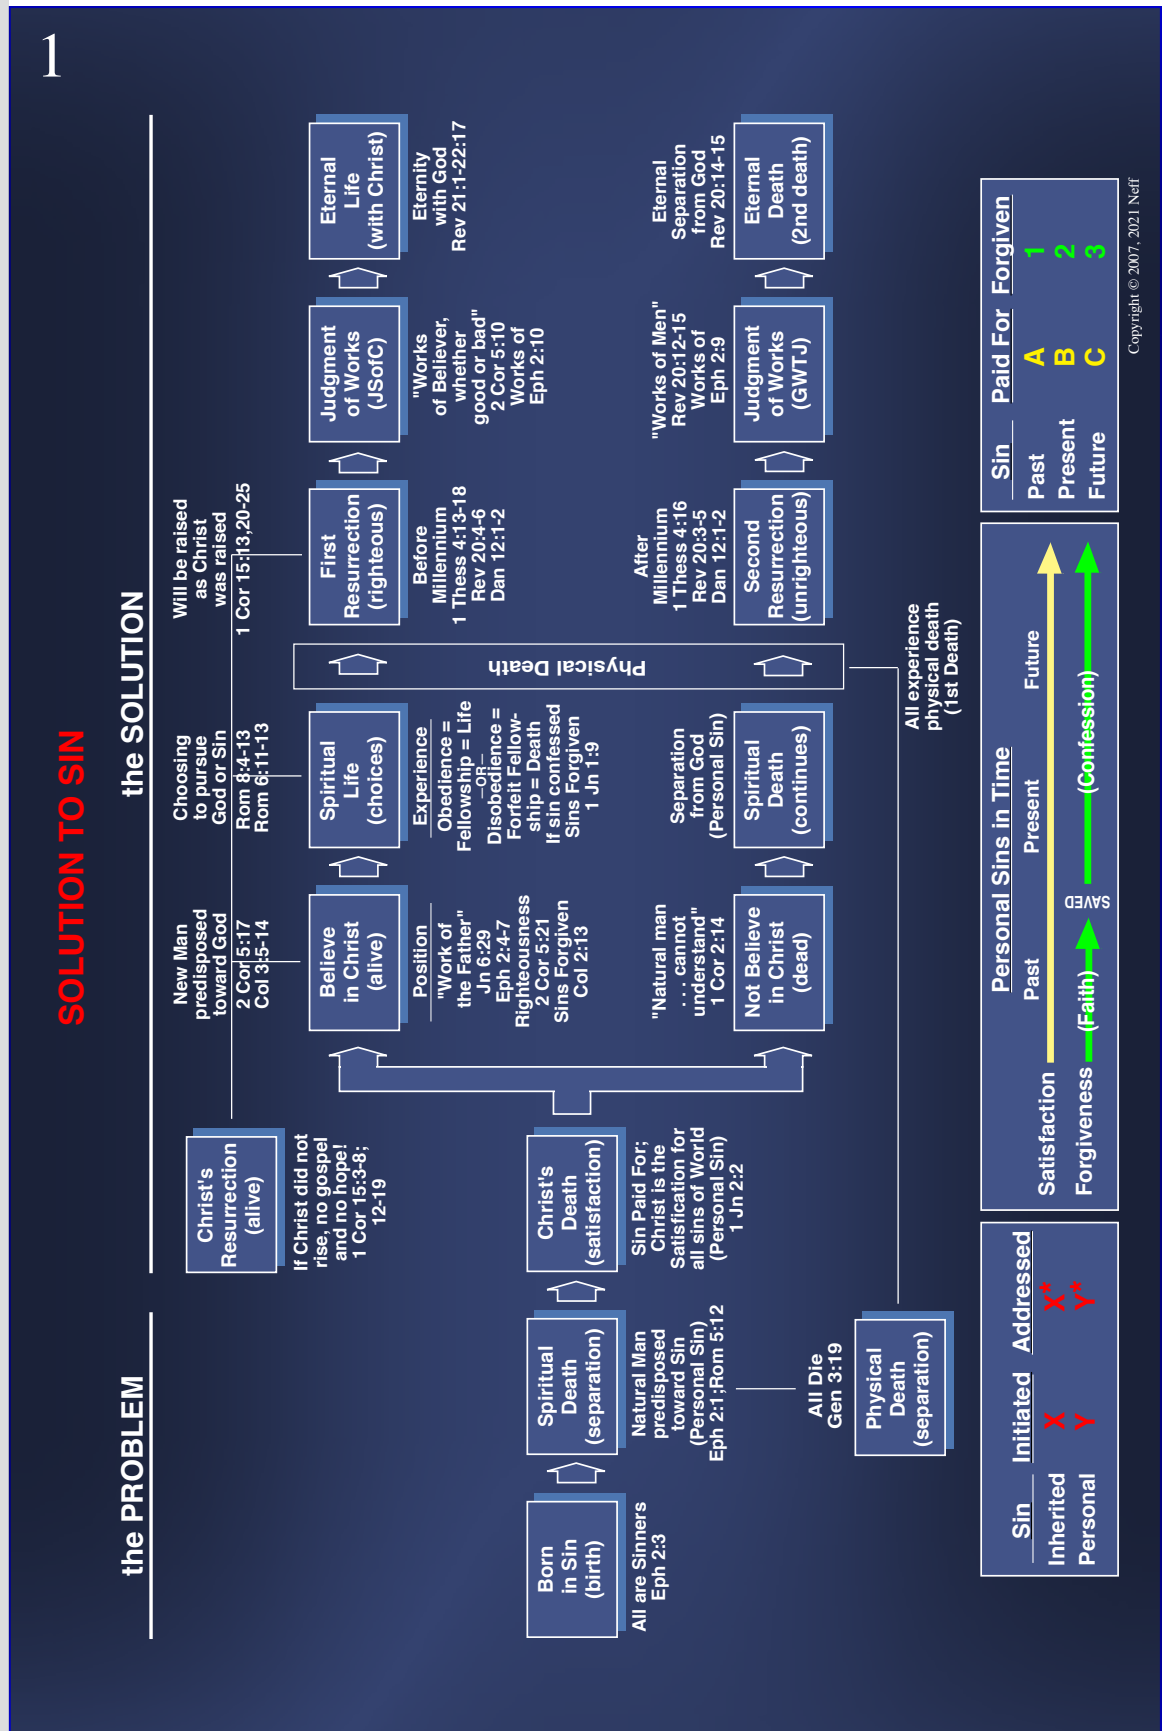 1
SOLUTION TO SIN
the PROBLEM
the SOLUTION
Christ's
Resurrection
(alive)
If Christ did not
rise, no gospel
and no hope!
1 Cor 15:3-8;
12-19
New Man
predisposed
toward God
2 Cor 5:17
Col 3:5-14
Choosing
to pursue
God or Sin
Rom 8:4-13
Rom 6:11-13
Will be raised
as Christ
was raised
1 Cor 15:13,20-25
Believe
in Christ
(alive)
Position
"Work of
the Father"
Jn 6:29
Eph 2:4-7
Righteousness
2 Cor 5:21
Sins Forgiven
Col 2:13
Spiritual
Life
(choices)
Experience
Obedience =
Fellowship = Life
—OR—
Disobedience =
Forfeit Fellow-
ship = Death
If sin confessed
Sins Forgiven
1 Jn 1:9
Physical Death
First
Resurrection
(righteous)
Before
Millennium
1 Thess 4:13-18
Rev 20:4-6
Dan 12:1-2
Judgment
of Works
(JSofC)
"Works
of Believer,
whether
good or bad"
2 Cor 5:10
Works of
Eph 2:10
Eternal
Life
(with Christ)
Eternity
with God
Rev 21:1-22:17
Born
in Sin
(birth)
All are Sinners
Eph 2:3
Spiritual
Death
(separation)
Natural Man
predisposed
toward Sin
(Personal Sin)
Eph 2:1;Rom 5:12
Christ's
Death
(satisfaction)
Sin Paid For;
Christ is the
Satisfication for
all sins of World
(Personal Sin)
1 Jn 2:2
Not Believe
in Christ
(dead)
"Natural man
. . . cannot
understand"
1 Cor 2:14
Spiritual
Death
(continues)
Separation
from God
(Personal Sin)
Second
Resurrection
(unrighteous)
After
Millennium
1 Thess 4:16
Rev 20:3-5
Dan 12:1-2
Judgment
of Works
(GWTJ)
"Works of Men"
Rev 20:12-15
Works of
Eph 2:9
Eternal
Death
(2nd death)
Eternal
Separation
from God
Rev 20:14-15
All Die
Gen 3:19
Physical
Death
(separation)
All experience
physical death
(1st Death)
Sin Initiated Addressed
Inherited X X*
Personal Y Y*
Personal Sins in Time
Past Present Future
Satisfaction
Forgiveness (Faith) SAVED (Confession)
Sin Paid For Forgiven
Past A 1
Present B 2
Future C 3
Copyright © 2007, 2021 Neff